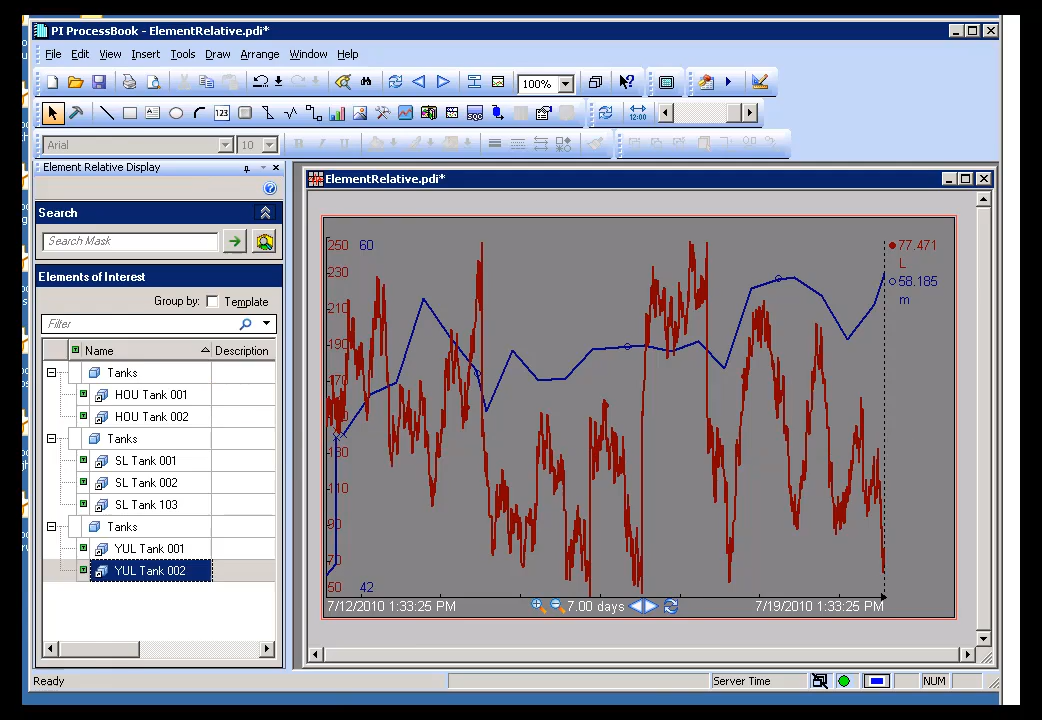 PI ProcessBook - ElementRelative.pdi*
File Edit View Insert Tools Draw Arrange Window Help
100%
123
SQC
12:00
Arial 10 B I U
Element Relative Display
Search
Search Mask
Elements of Interest
Group by: Template
Filter
Name Description
Tanks
HOU Tank 001
HOU Tank 002
Tanks
SL Tank 001
SL Tank 002
SL Tank 103
Tanks
YUL Tank 001
YUL Tank 002
ElementRelative.pdi*
250 60
230
210
190
170
150
130
110
90
70
50 42
77.471
L
58.185
m
7/12/2010 1:33:25 PM 7.00 days 7/19/2010 1:33:25 PM
Ready Server Time NUM